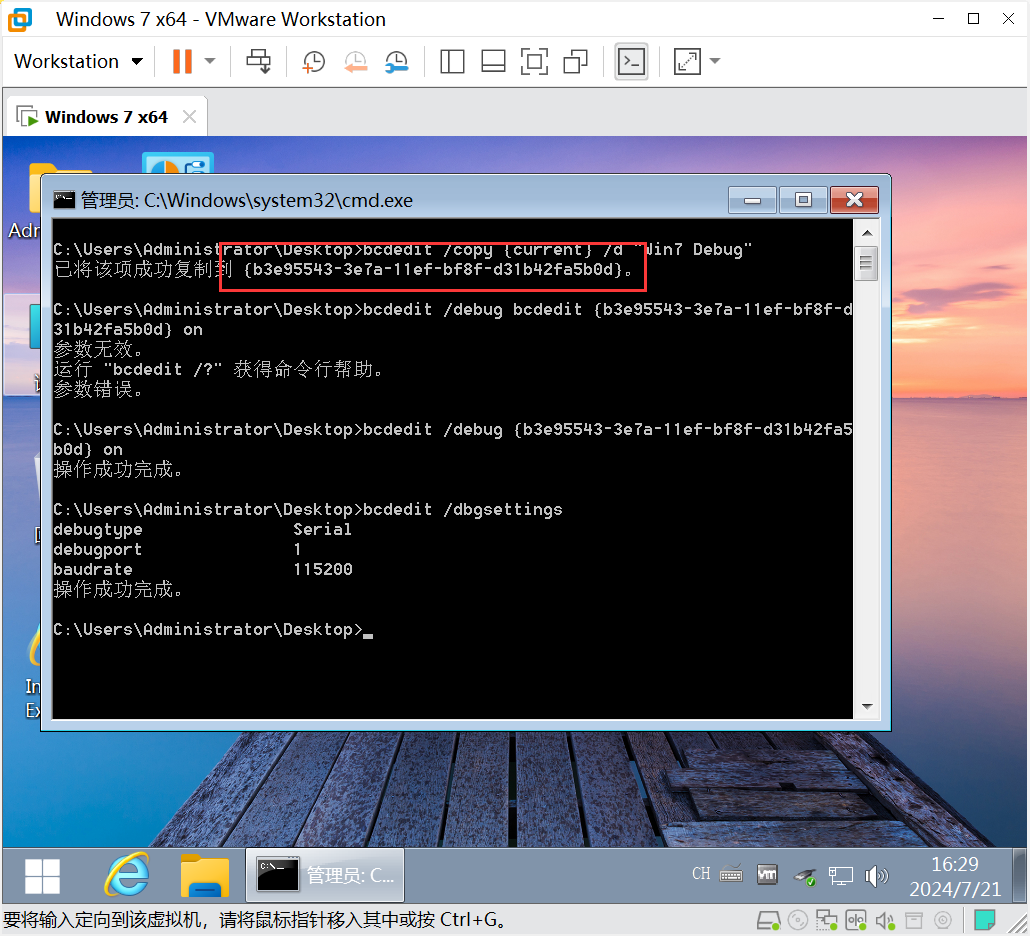 Windows 7 x64 - VMware Workstation
Workstation
Windows 7 x64
管理员: C:\Windows\system32\cmd.exe
C:\Users\Administrator\Desktop>bcdedit /copy {current} /d "Win7 Debug"
已将该项成功复制到 {b3e95543-3e7a-11ef-bf8f-d31b42fa5b0d}。
C:\Users\Administrator\Desktop>bcdedit /debug bcdedit {b3e95543-3e7a-11ef-bf8f-d
31b42fa5b0d} on
参数无效。
运行 "bcdedit /?" 获得命令行帮助。
参数错误。
C:\Users\Administrator\Desktop>bcdedit /debug {b3e95543-3e7a-11ef-bf8f-d31b42fa5
b0d} on
操作成功完成。
C:\Users\Administrator\Desktop>bcdedit /dbgsettings
debugtype Serial
debugport 1
baudrate 115200
操作成功完成。
C:\Users\Administrator\Desktop>
管理员: C...
CH
16:29
2024/7/21
要将输入定向到该虚拟机，请将鼠标指针移入其中或按 Ctrl+G。